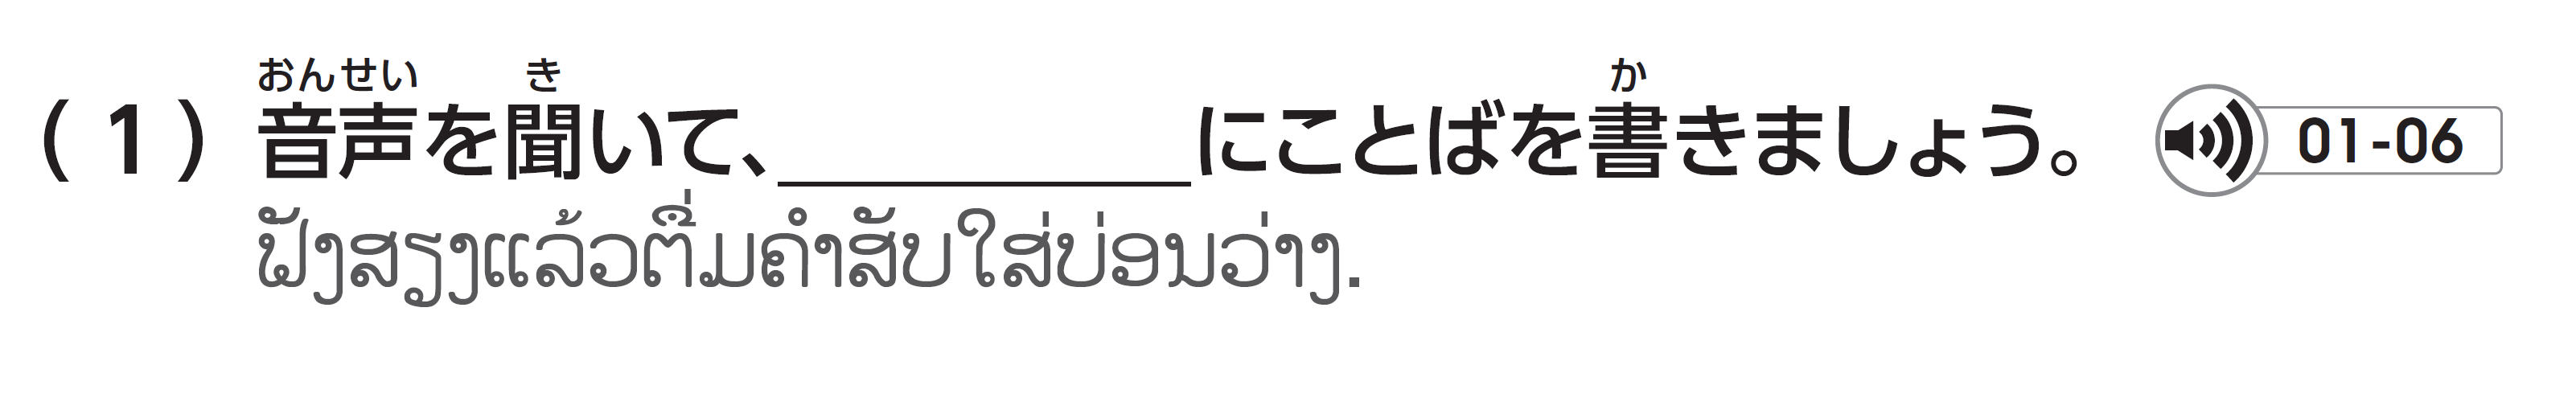 おんせい き か
（1）音声を聞いて、＿＿＿＿＿にことばを書きましょう。 01-06
ຟັງສຽງແລ້ວຕື່ມຄຳສັບໃສ່ບ່ອນວ່າງ.